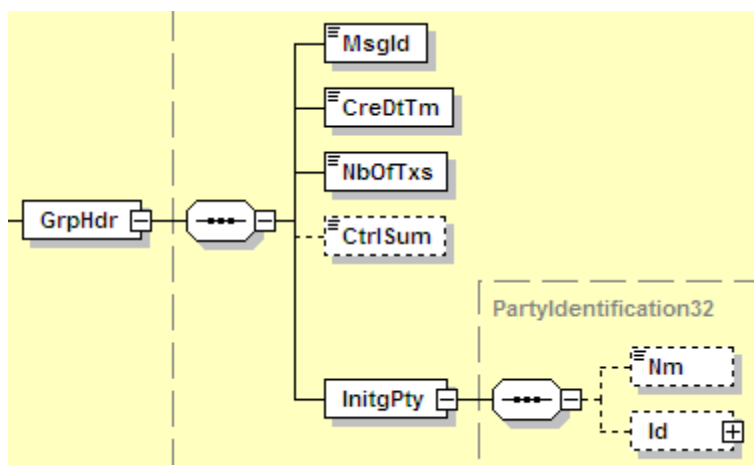 MsgId
CreDtTm
NbOfTxs
GrpHdr
CtrlSum
PartyIdentification32
Nm
InitgPty
Id